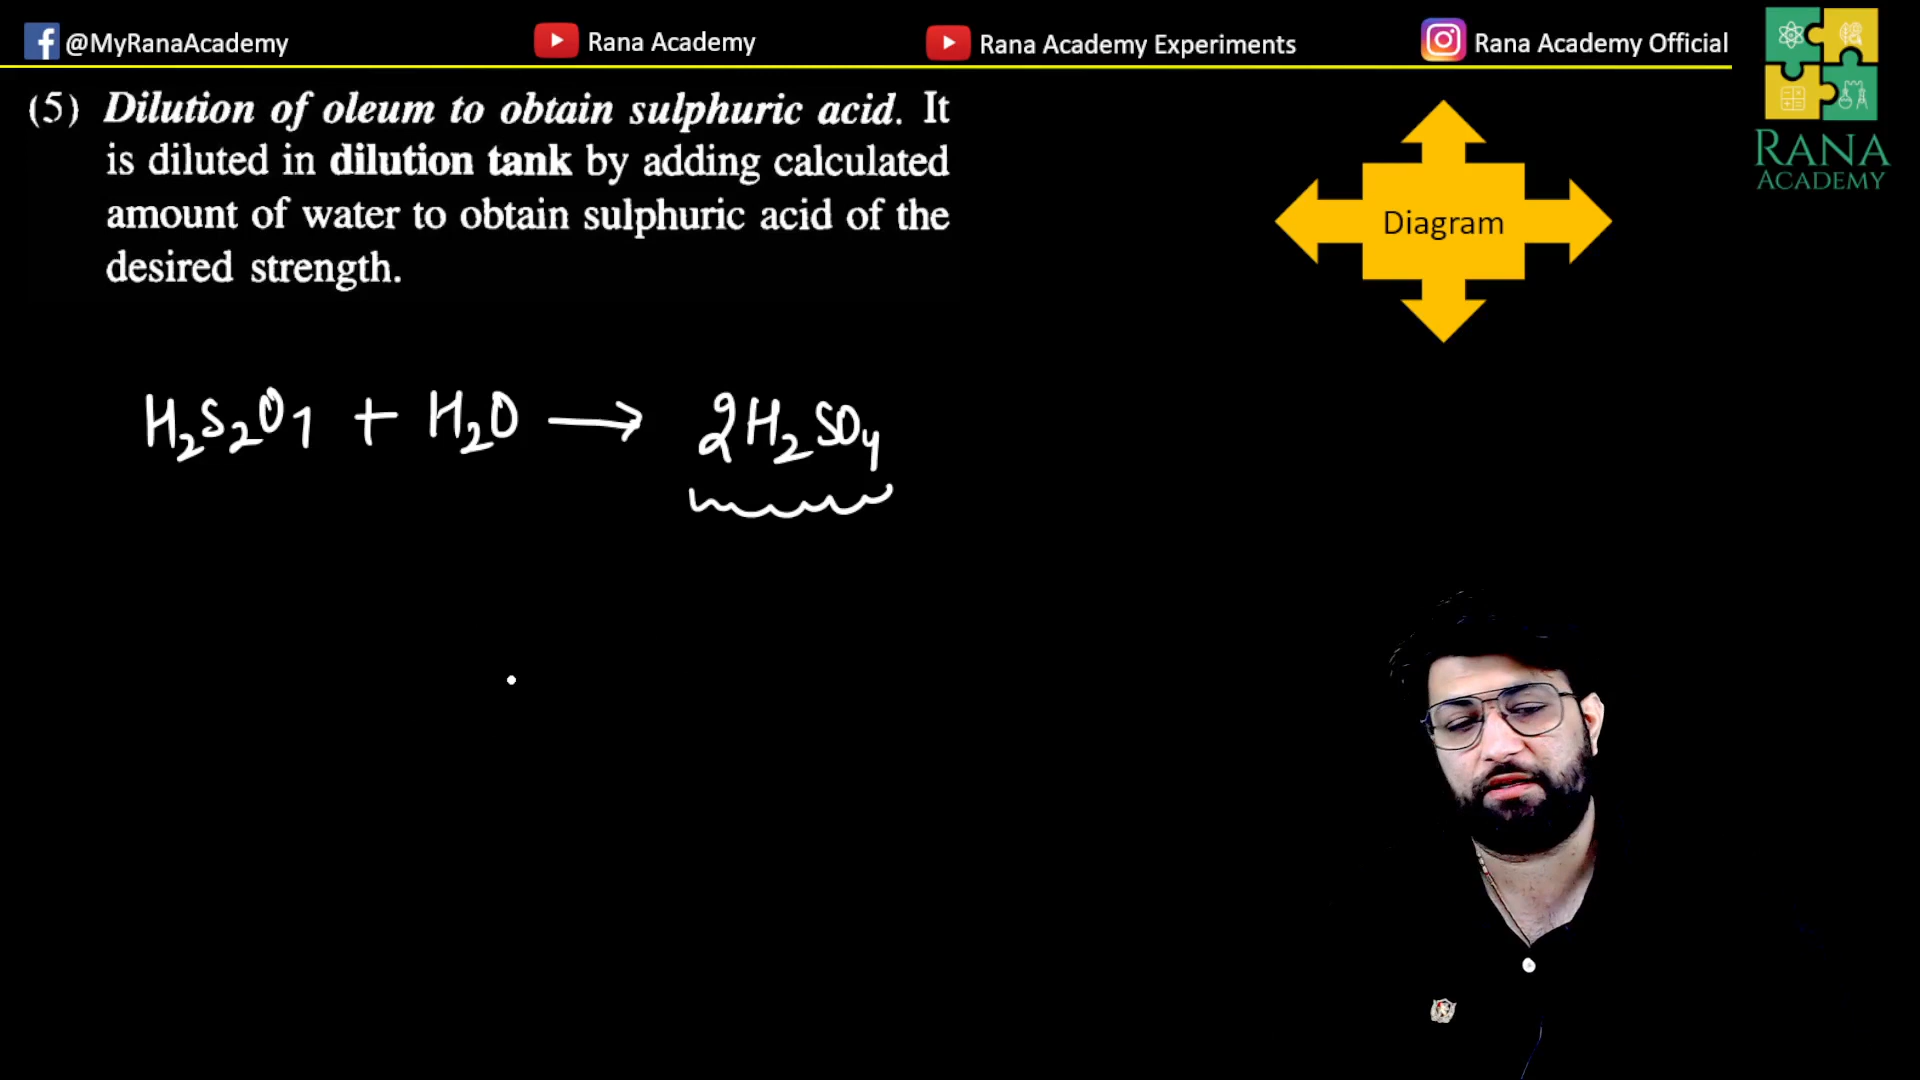 @MyRanaAcademy
Rana Academy
Rana Academy Experiments
Rana Academy Official
RANA
ACADEMY
(5) Dilution of oleum to obtain sulphuric acid. It
is diluted in dilution tank by adding calculated
amount of water to obtain sulphuric acid of the
desired strength.
Diagram
H₂S₂O7 + H₂O → 2H₂SO₄